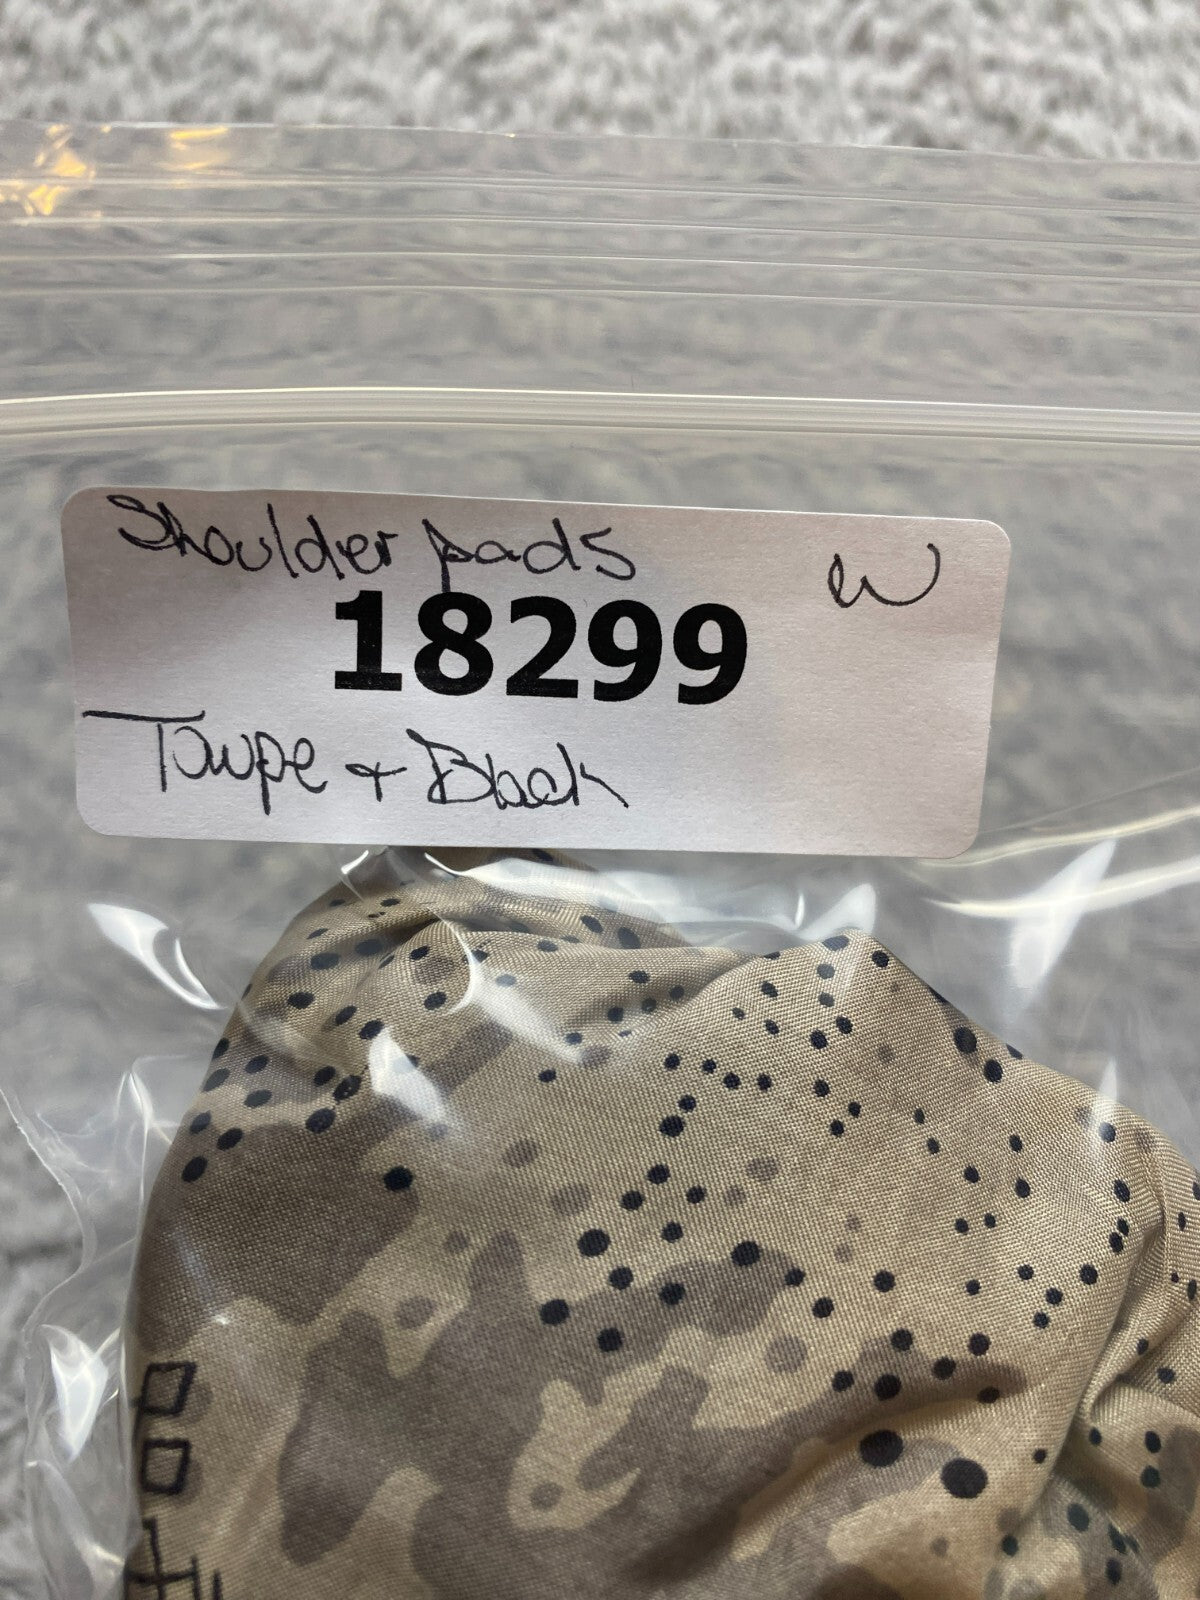 Shoulder pads W
18299
Taupe + Black